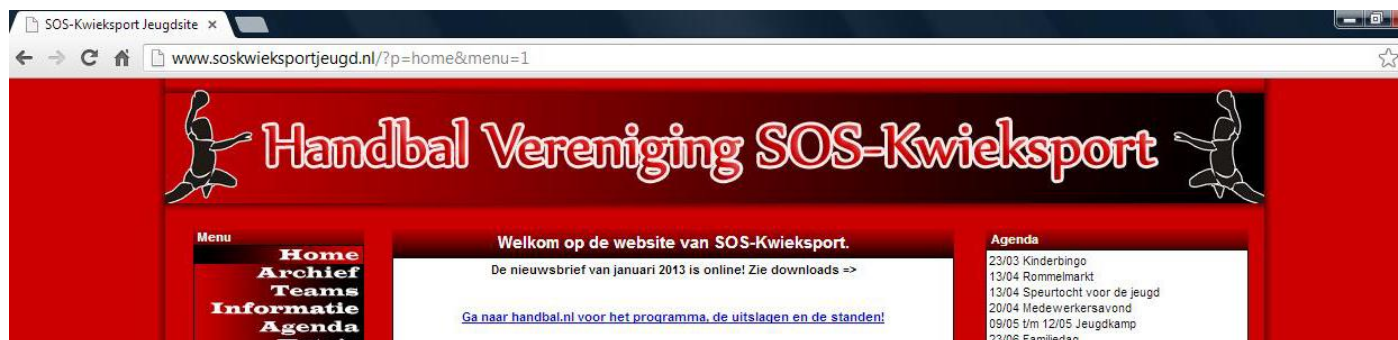 SOS-Kwieksport Jeugdsite
www.soskwieksportjeugd.nl/?p=home&menu=1
Handbal Vereniging SOS-Kwieksport
Menu
Home
Archief
Teams
Informatie
Agenda
Welkom op de website van SOS-Kwieksport.
De nieuwsbrief van januari 2013 is online! Zie downloads =>
Ga naar handbal.nl voor het programma, de uitslagen en de standen!
Agenda
23/03 Kinderbingo
13/04 Rommelmarkt
13/04 Speurtocht voor de jeugd
20/04 Medewerkersavond
09/05 t/m 12/05 Jeugdkamp
22/06 Familiedag